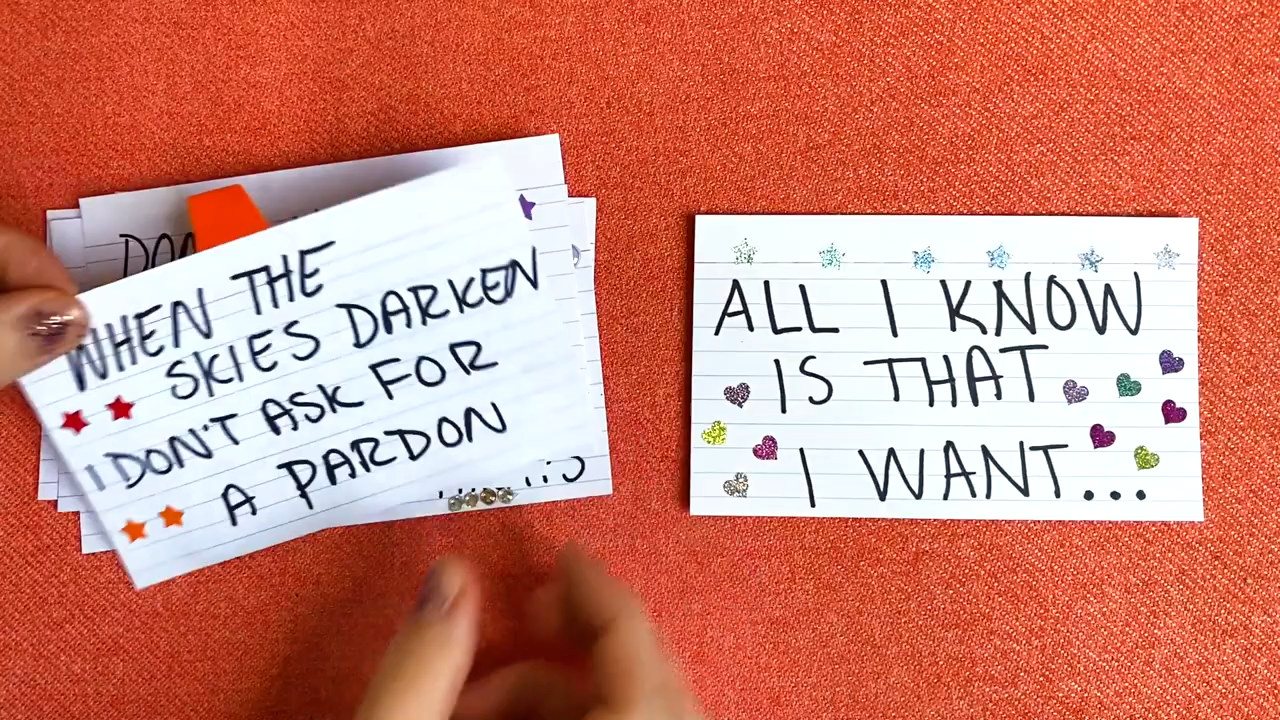 WHEN THE
SKIES DARKEN
I DON'T ASK FOR
A PARDON
ALL I KNOW
IS THAT
I WANT...